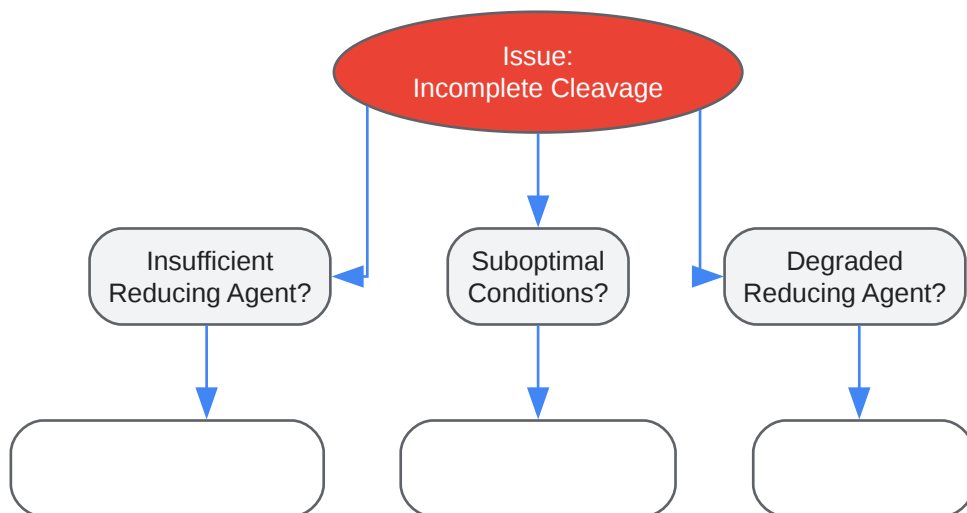 Issue:
Incomplete Cleavage
Insufficient
Reducing Agent?
Suboptimal
Conditions?
Degraded
Reducing Agent?